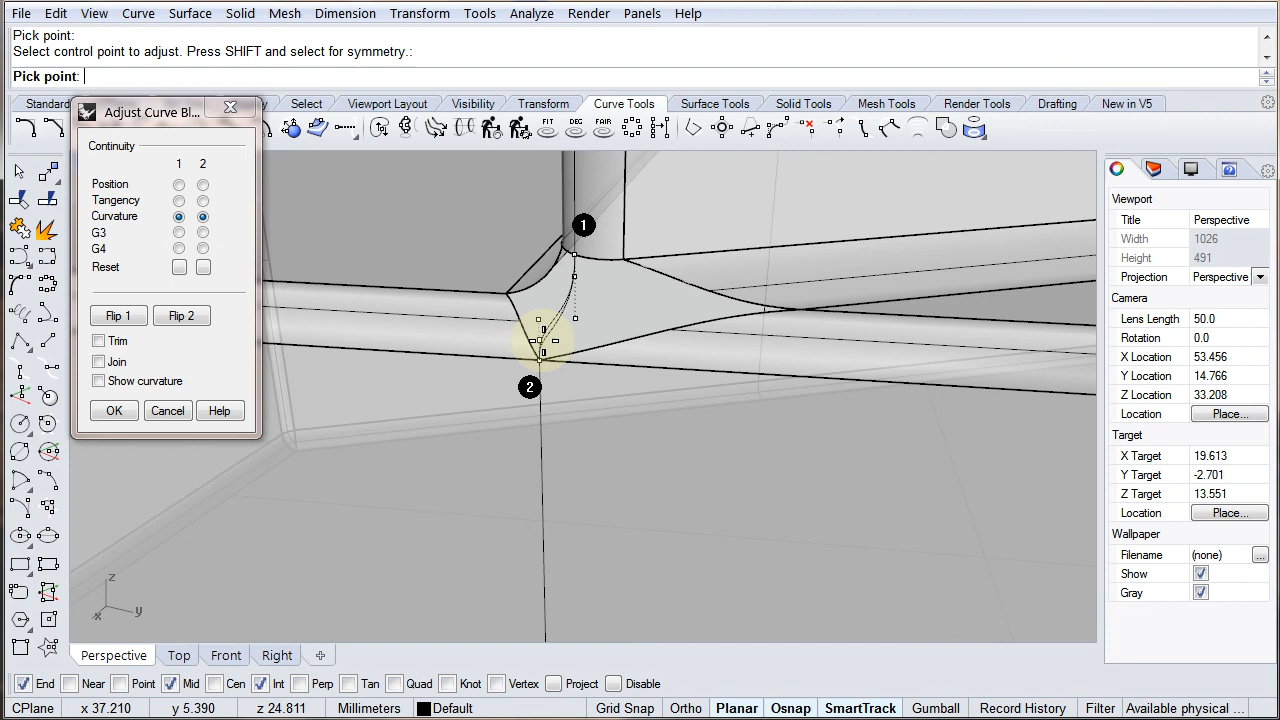 File Edit View Curve Surface Solid Mesh Dimension Transform Tools Analyze Render Panels Help
Pick point:
Select control point to adjust. Press SHIFT and select for symmetry.:
Pick point:
Standard Select Viewport Layout Visibility Transform Curve Tools Surface Tools Solid Tools Mesh Tools Render Tools Drafting New in V5
FIT DEG FAIR
Adjust Curve Bl...
Continuity
1 2
Position
Tangency
Curvature
G3
G4
Reset
Flip 1 Flip 2
Trim
Join
Show curvature
OK Cancel Help
1
2
z
y
x
Viewport
Title Perspective
Width 1026
Height 491
Projection Perspective
Camera
Lens Length 50.0
Rotation 0.0
X Location 53.456
Y Location 14.766
Z Location 33.208
Location Place...
Target
X Target 19.613
Y Target -2.701
Z Target 13.551
Location Place...
Wallpaper
Filename (none) ...
Show
Gray
Perspective Top Front Right
End Near Point Mid Cen Int Perp Tan Quad Knot Vertex Project Disable
CPlane x 37.210 y 5.390 z 24.811 Millimeters Default Grid Snap Ortho Planar Osnap SmartTrack Gumball Record History Filter Available physical ...